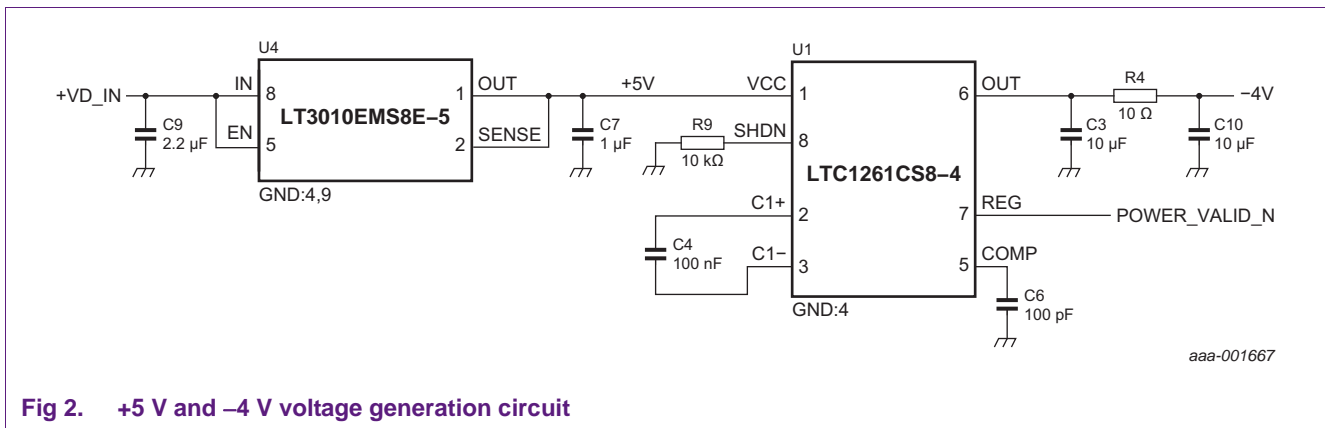 U4
U1
+VD_IN
IN
8
1
OUT
+5V
VCC
1
6
OUT
R4
10 Ω
−4V
LT3010EMS8E−5
C9
2.2 µF
EN
5
2
SENSE
C7
1 µF
R9
10 kΩ
SHDN
8
C3
10 µF
C10
10 µF
LTC1261CS8−4
GND:4,9
C1+
2
7
REG
POWER_VALID_N
C4
100 nF
C1−
3
5
COMP
GND:4
C6
100 pF
aaa-001667
Fig 2. +5 V and −4 V voltage generation circuit